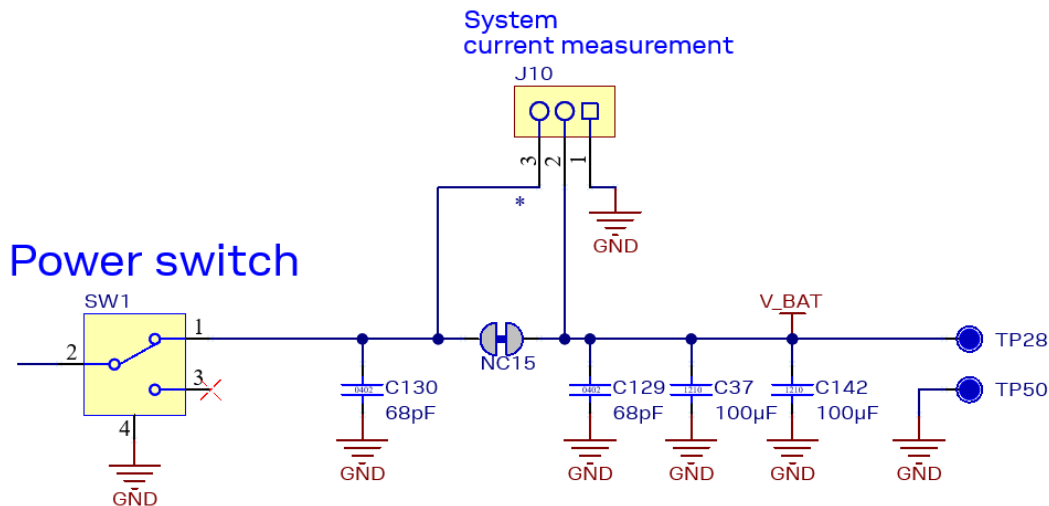 System
current measurement
J10
3
2
1
*
GND
Power switch
SW1
1
2
3
4
GND
NC15
V_BAT
TP28
TP50
0402
C130
68pF
GND
0402
C129
68pF
GND
1210
C37
100µF
GND
1210
C142
100µF
GND
GND